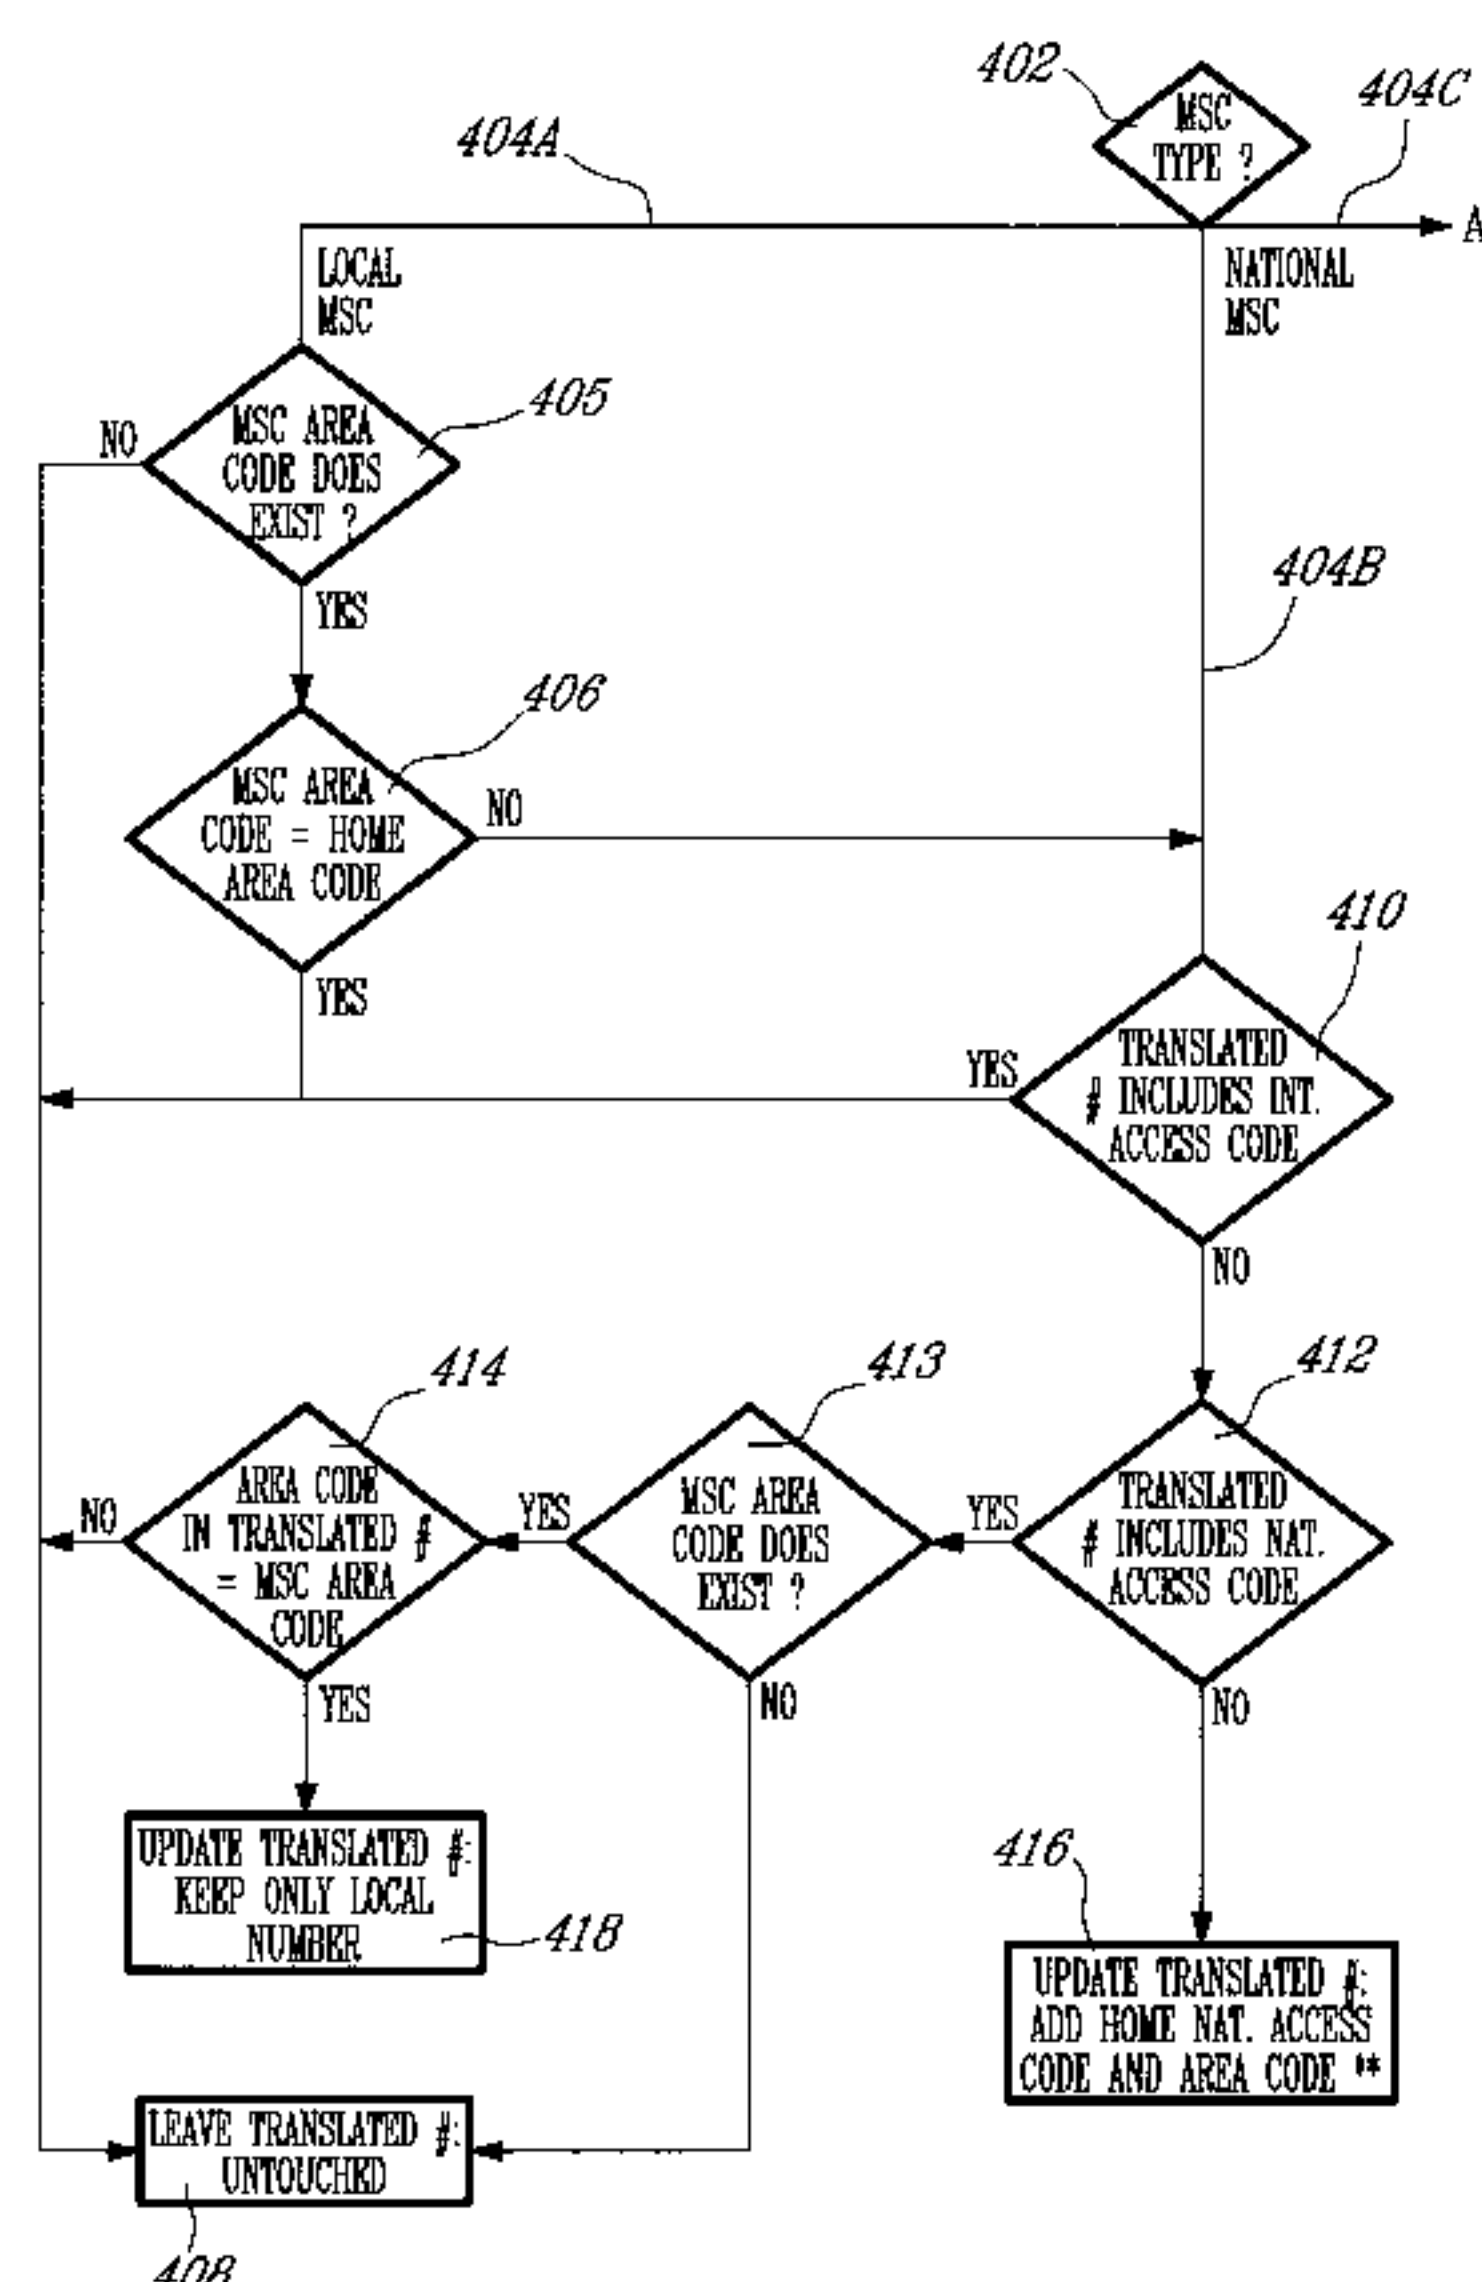 402
MSC
TYPE ?
404C
404A
A
LOCAL
MSC
NATIONAL
MSC
405
NO
MSC AREA
CODE DOES
EXIST ?
YES
404B
406
MSC AREA
CODE = HOME
AREA CODE
NO
YES
410
YES
TRANSLATED
# INCLUDES INT.
ACCESS CODE
NO
414
413
412
NO
AREA CODE
IN TRANSLATED #
= MSC AREA
CODE
YES
YES
MSC AREA
CODE DOES
EXIST ?
NO
YES
TRANSLATED
# INCLUDES NAT.
ACCESS CODE
NO
UPDATE TRANSLATED #:
KEEP ONLY LOCAL
NUMBER
418
416
UPDATE TRANSLATED #:
ADD HOME NAT. ACCESS
CODE AND AREA CODE **
LEAVE TRANSLATED #:
UNTOUCHED
408